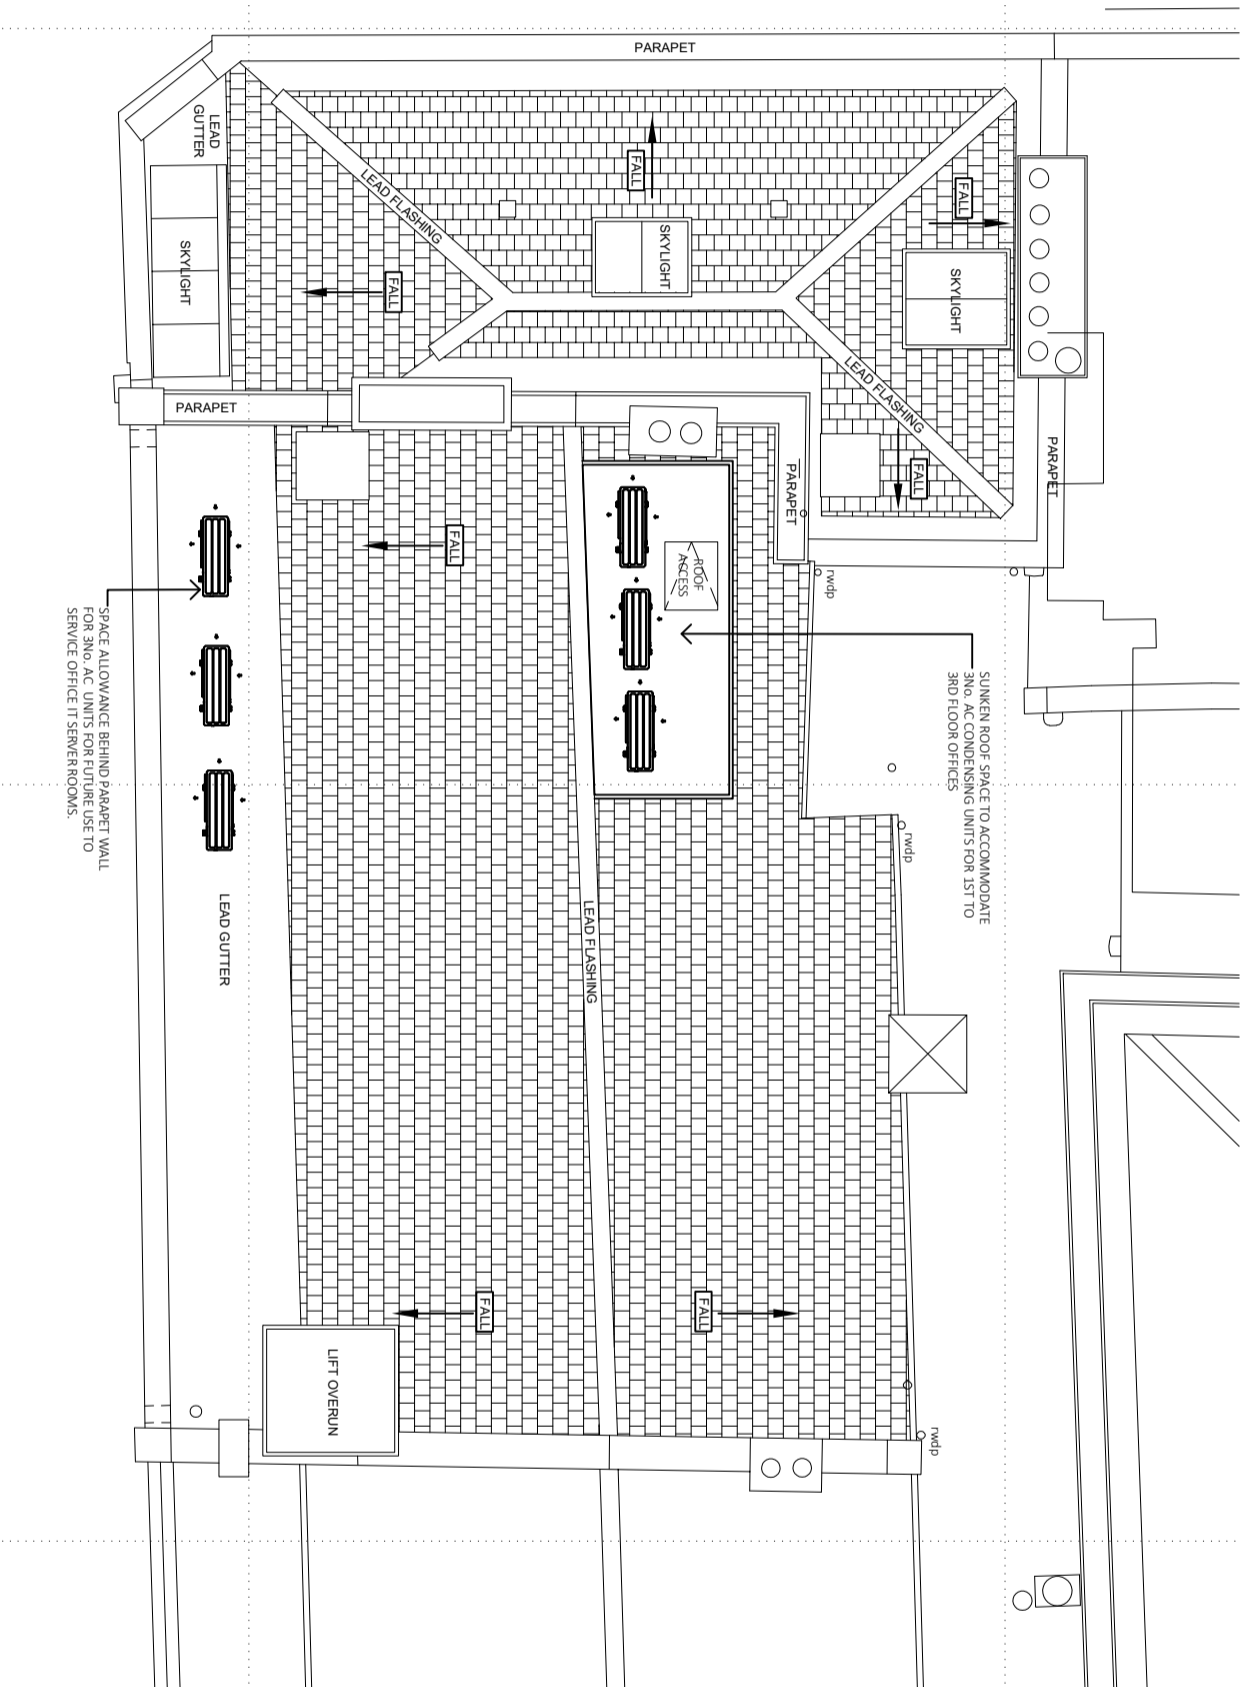 PARAPET
LEAD
GUTTER
LEAD FLASHING
FALL
FALL
SKYLIGHT
SKYLIGHT
SKYLIGHT
FALL
FALL
LEAD FLASHING
PARAPET
PARAPET
PARAPET
FALL
FALL
ROOF
ACCESS
rwdp
SPACE ALLOWANCE BEHIND PARAPET WALL
FOR 3No. AC UNITS FOR FUTURE USE TO
SERVICE OFFICE IT SERVER ROOMS.
SUNKEN ROOF SPACE TO ACCOMMODATE
3No. AC CONDENSING UNITS FOR 1ST TO
3RD FLOOR OFFICES
rwdp
LEAD GUTTER
LEAD FLASHING
FALL
FALL
LIFT OVERUN
rwdp